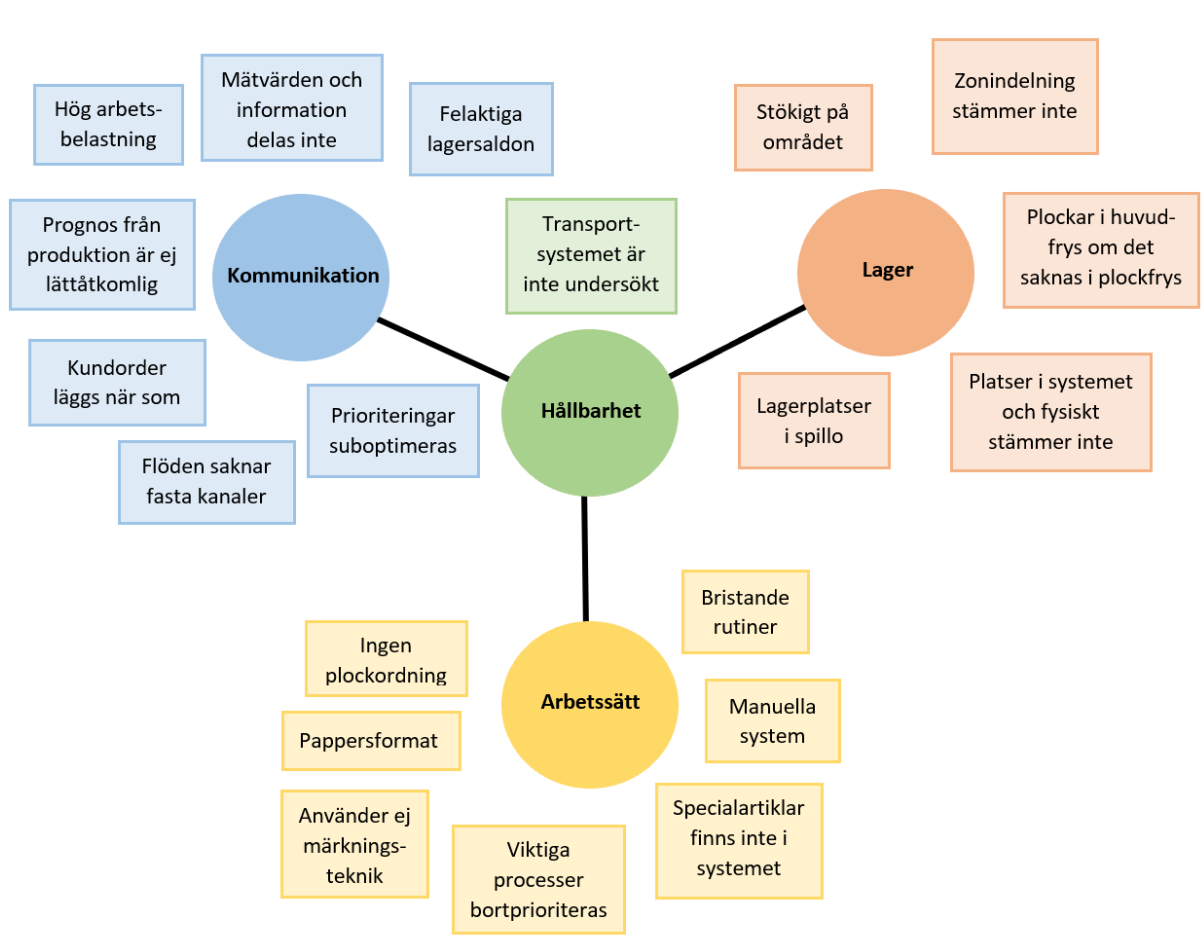 Hög arbets-
belastning
Mätvärden och
information
delas inte
Felaktiga
lagersaldon
Prognos från
produktion är ej
lättåtkomlig
Kommunikation
Kundorder
läggs när som
Flöden saknar
fasta kanaler
Prioriteringar
suboptimeras
Transport-
systemet är
inte undersökt
Hållbarhet
Stökigt på
området
Zonindelning
stämmer inte
Lager
Plockar i huvud-
frys om det
saknas i plockfrys
Lagerplatser
i spillo
Platser i systemet
och fysiskt
stämmer inte
Bristande
rutiner
Ingen
plockordning
Arbetssätt
Manuella
system
Pappersformat
Använder ej
märknings-
teknik
Viktiga
processer
bortprioriteras
Specialartiklar
finns inte i
systemet